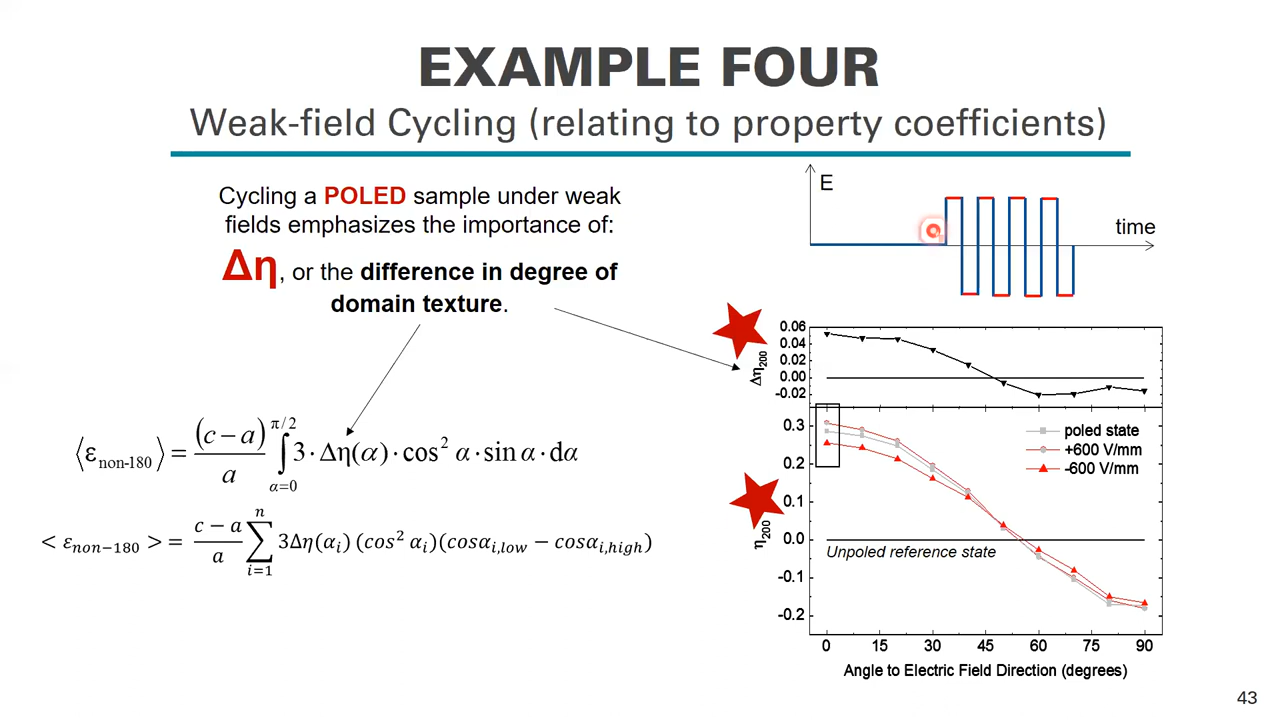 EXAMPLE FOUR
Weak-field Cycling (relating to property coefficients)
Cycling a POLED sample under weak
fields emphasizes the importance of:
Δη, or the difference in degree of
domain texture.
⟨ε_non-180⟩ = (c − a)/a ∫_{α=0}^{π/2} 3 · Δη(α) · cos² α · sin α · dα
< ε_{non−180} > = (c − a)/a ∑_{i=1}^{n} 3Δη(α_i) (cos² α_i)(cosα_{i,low} − cosα_{i,high})
E
time
0.06
0.04
0.02
0.00
-0.02
Δη₂₀₀
0.3
0.2
0.1
0.0
-0.1
-0.2
η₂₀₀
poled state
+600 V/mm
-600 V/mm
Unpoled reference state
0 15 30 45 60 75 90
Angle to Electric Field Direction (degrees)
43